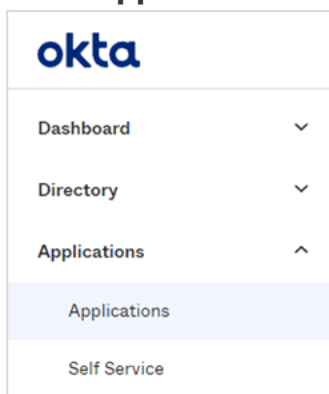 okta
Dashboard
Directory
Applications
Applications
Self Service